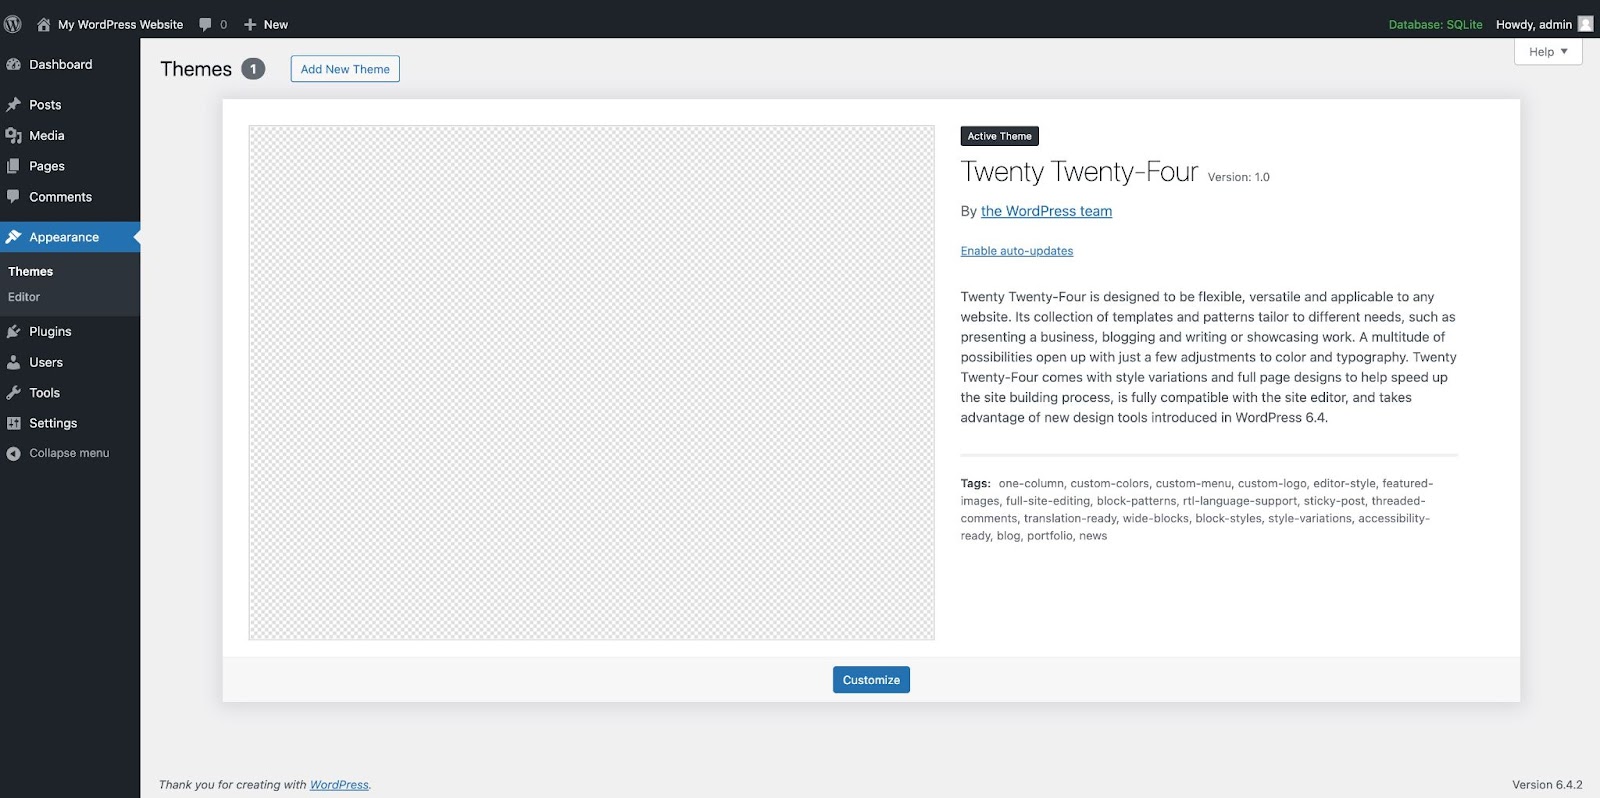 My WordPress Website 0 New Database: SQLite Howdy, admin
Help
Dashboard
Posts
Media
Pages
Comments
Appearance
Themes
Editor
Plugins
Users
Tools
Settings
Collapse menu
Themes 1 Add New Theme
Active Theme
Twenty Twenty-Four Version: 1.0
By the WordPress team
Enable auto-updates
Twenty Twenty-Four is designed to be flexible, versatile and applicable to any
website. Its collection of templates and patterns tailor to different needs, such as
presenting a business, blogging and writing or showcasing work. A multitude of
possibilities open up with just a few adjustments to color and typography. Twenty
Twenty-Four comes with style variations and full page designs to help speed up
the site building process, is fully compatible with the site editor, and takes
advantage of new design tools introduced in WordPress 6.4.
Tags: one-column, custom-colors, custom-menu, custom-logo, editor-style, featured-
images, full-site-editing, block-patterns, rtl-language-support, sticky-post, threaded-
comments, translation-ready, wide-blocks, block-styles, style-variations, accessibility-
ready, blog, portfolio, news
Customize
Thank you for creating with WordPress. Version 6.4.2